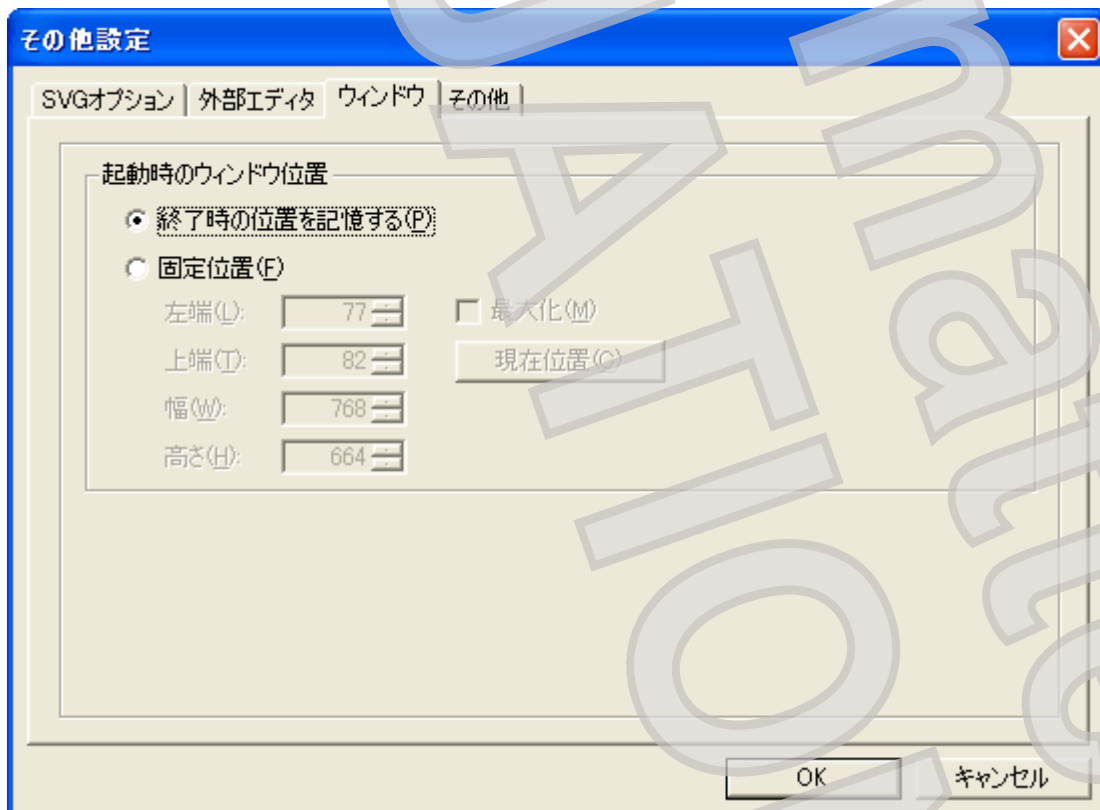 その他設定
SVGオプション 外部エディタ ウィンドウ その他
起動時のウィンドウ位置
終了時の位置を記憶する(P)
固定位置(F)
左端(L): 77 最大化(M)
上端(T): 82 現在位置(C)
幅(W): 768
高さ(H): 664
OK キャンセル